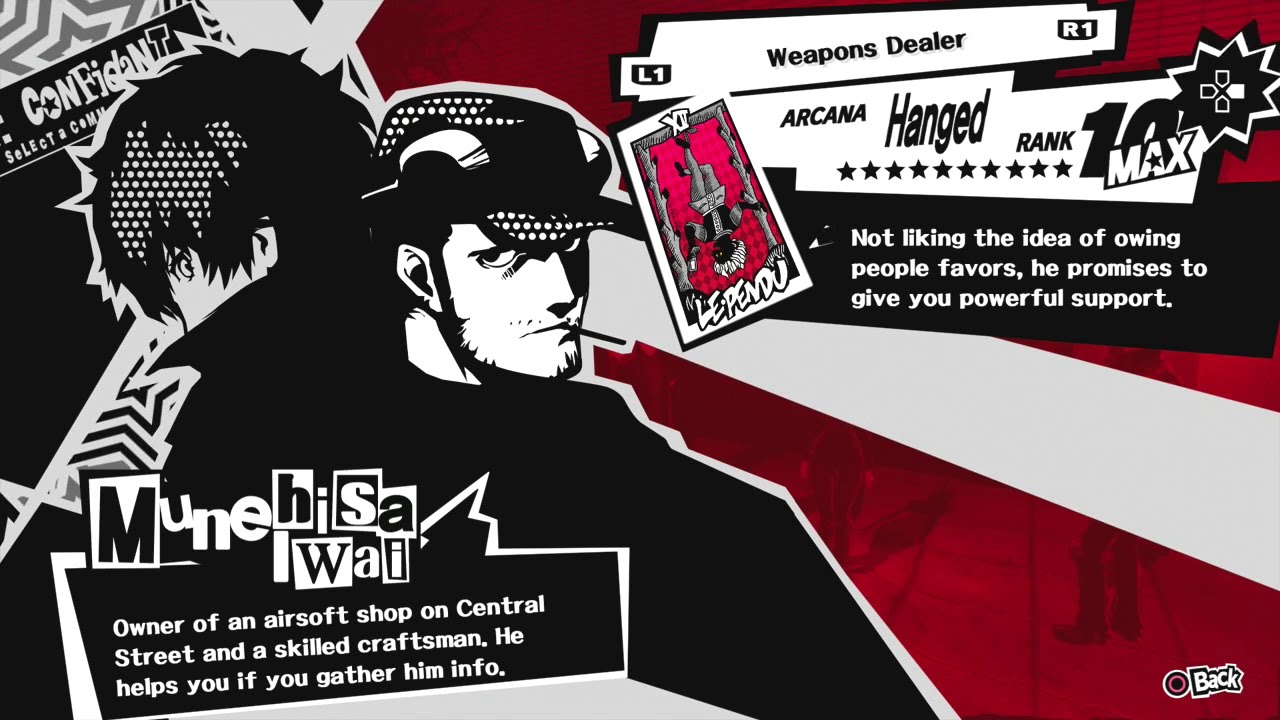 CONFidaNT
SeLEcT a CoMM
L1
Weapons Dealer
R1
ARCANA Hanged RANK 10 MAX
XII
LE·PENDU
Not liking the idea of owing
people favors, he promises to
give you powerful support.
MunehiSa
IWai
Owner of an airsoft shop on Central
Street and a skilled craftsman. He
helps you if you gather him info.
Back